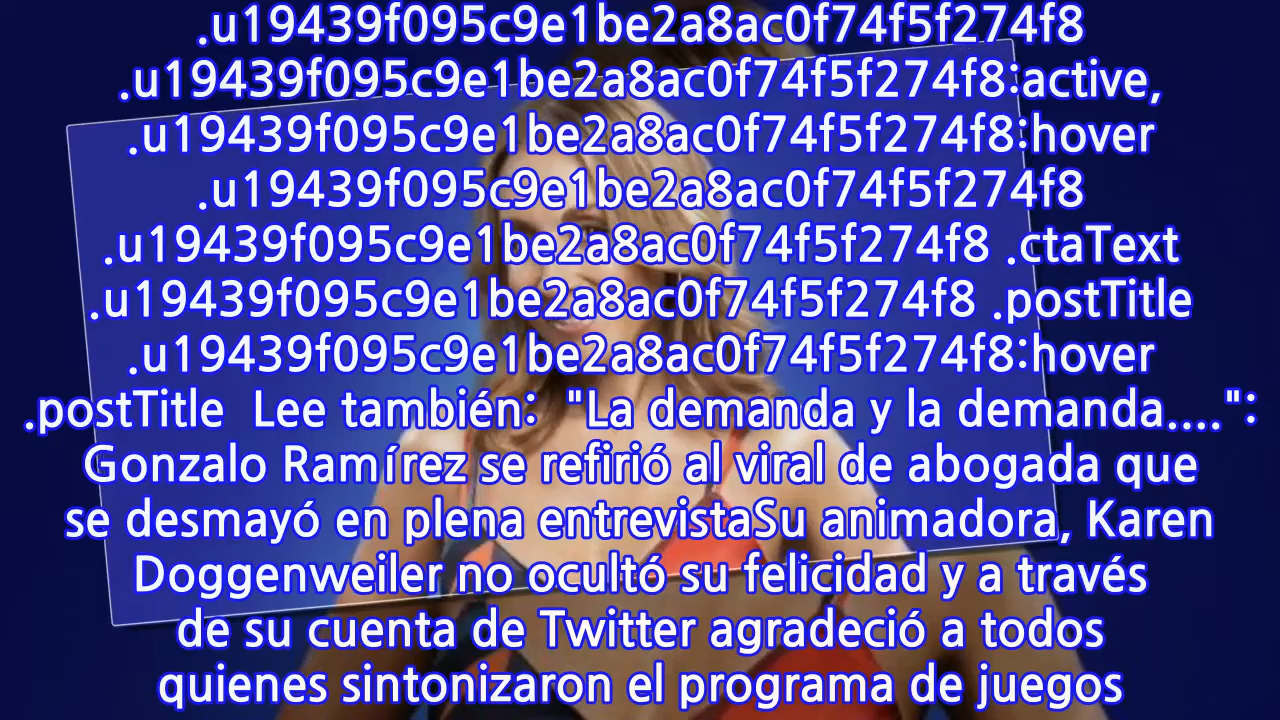 .u19439f095c9e1be2a8ac0f74f5f274f8
.u19439f095c9e1be2a8ac0f74f5f274f8:active,
.u19439f095c9e1be2a8ac0f74f5f274f8:hover
.u19439f095c9e1be2a8ac0f74f5f274f8
.u19439f095c9e1be2a8ac0f74f5f274f8 .ctaText
.u19439f095c9e1be2a8ac0f74f5f274f8 .postTitle
.u19439f095c9e1be2a8ac0f74f5f274f8:hover
.postTitle  Lee también:  "La demanda y la demanda....":
Gonzalo Ramírez se refirió al viral de abogada que
se desmayó en plena entrevistaSu animadora, Karen
Doggenweiler no ocultó su felicidad y a través
de su cuenta de Twitter agradeció a todos
quienes sintonizaron el programa de juegos